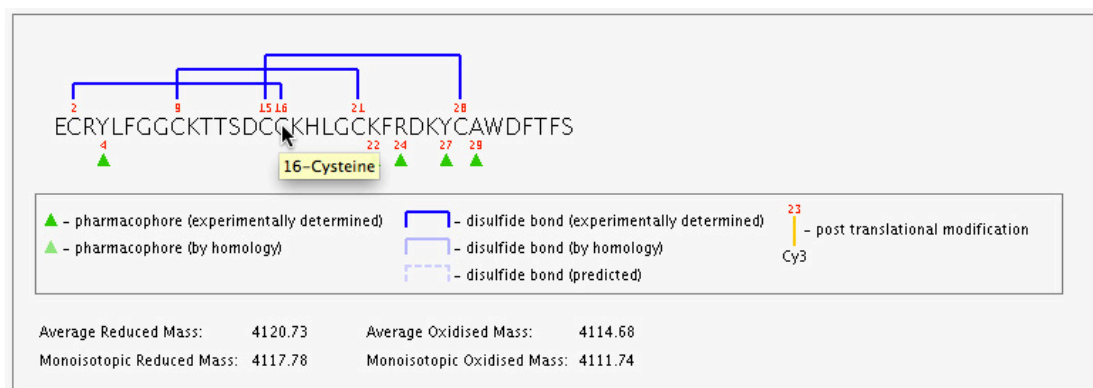 2 9 15 16 21 28
ECRYLFGGCKTTSDCCKHLGCKFRDKYCAWDFTFS
4 22 24 27 29
16-Cysteine
- pharmacophore (experimentally determined) - disulfide bond (experimentally determined) 23 - post translational modification
- pharmacophore (by homology) - disulfide bond (by homology) Cy3
- disulfide bond (predicted)
Average Reduced Mass: 4120.73 Average Oxidised Mass: 4114.68
Monoisotopic Reduced Mass: 4117.78 Monoisotopic Oxidised Mass: 4111.74